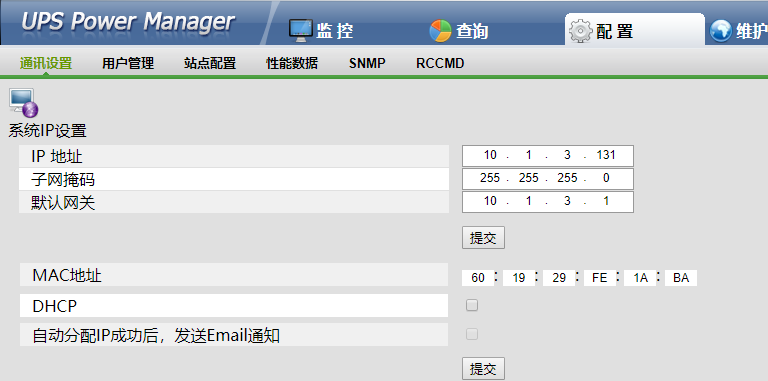 UPS Power Manager 监 控 查询 配 置 维护
通讯设置 用户管理 站点配置 性能数据 SNMP RCCMD
系统IP设置
IP 地址 10 . 1 . 3 . 131
子网掩码 255 . 255 . 255 . 0
默认网关 10 . 1 . 3 . 1
提交
MAC地址 60 : 19 : 29 : FE : 1A : BA
DHCP
自动分配IP成功后，发送Email通知
提交